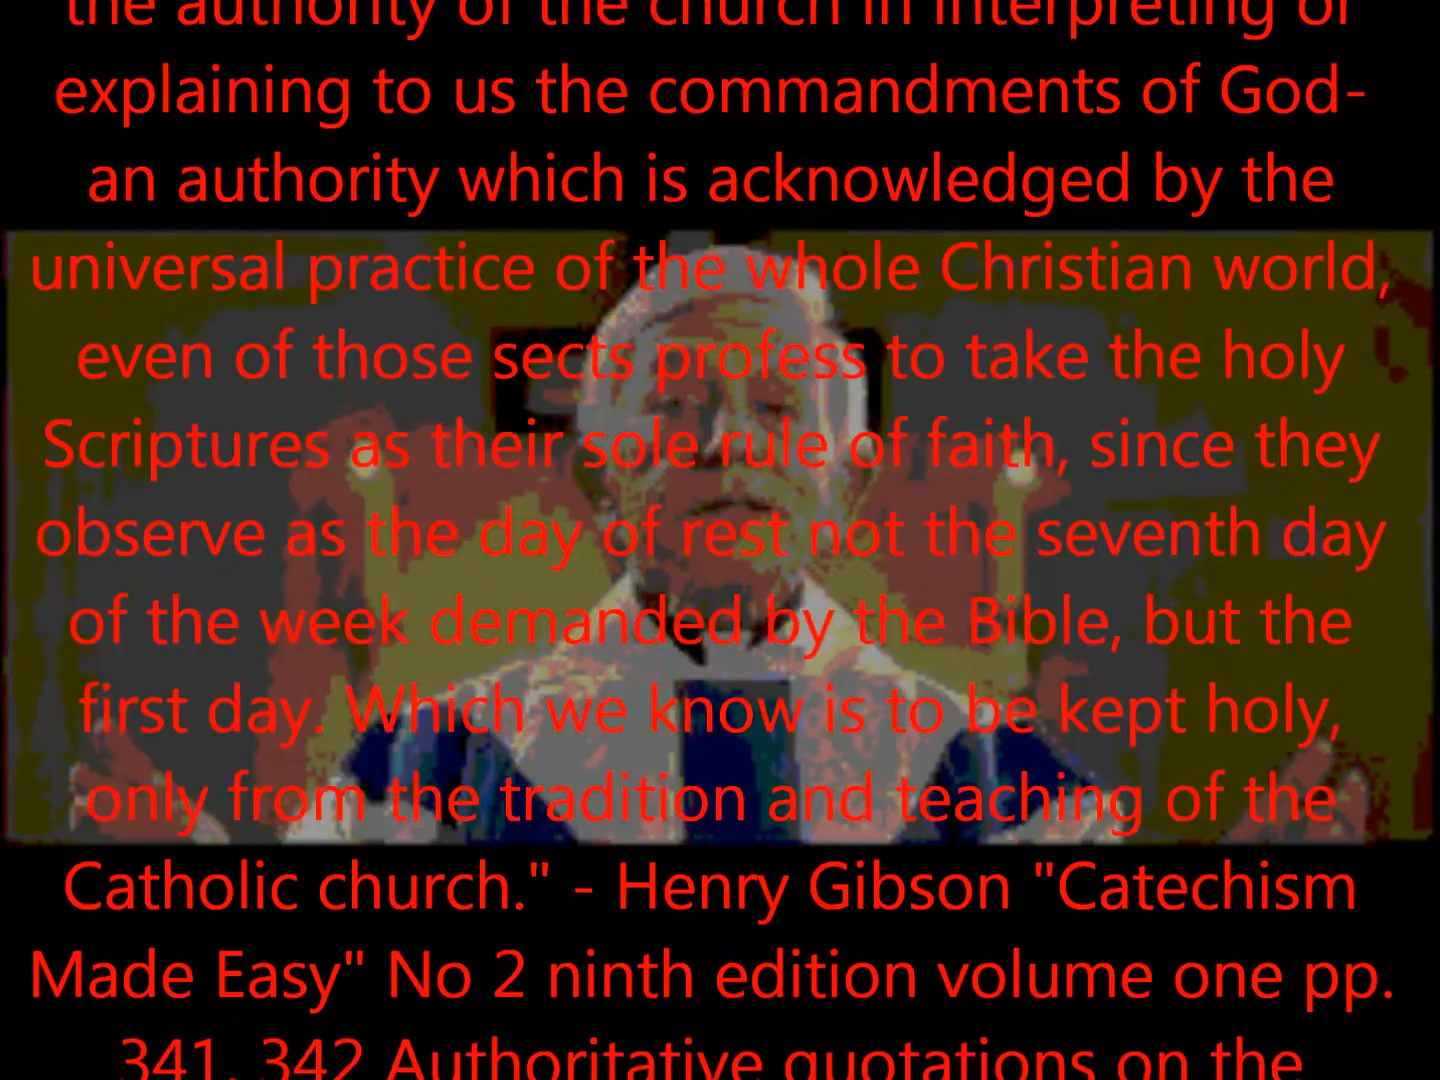 the authority of the church in interpreting or
explaining to us the commandments of God-
an authority which is acknowledged by the
universal practice of the whole Christian world,
even of those sects profess to take the holy
Scriptures as their sole rule of faith, since they
observe as the day of rest not the seventh day
of the week demanded by the Bible, but the
first day. Which we know is to be kept holy,
only from the tradition and teaching of the
Catholic church." - Henry Gibson "Catechism
Made Easy" No 2 ninth edition volume one pp.
341, 342 Authoritative quotations on the